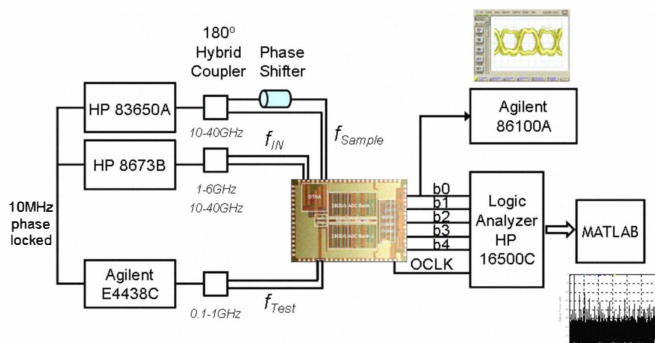 180⁰
Hybrid
Coupler
Phase
Shifter
HP 83650A
10-40GHz
f_Sample
f_IN
HP 8673B
1-6GHz
10-40GHz
10MHz
phase
locked
Agilent
E4438C
0.1-1GHz
f_Test
Agilent
86100A
b0
b1
b2
b3
b4
OCLK
Logic
Analyzer
HP
16500C
MATLAB